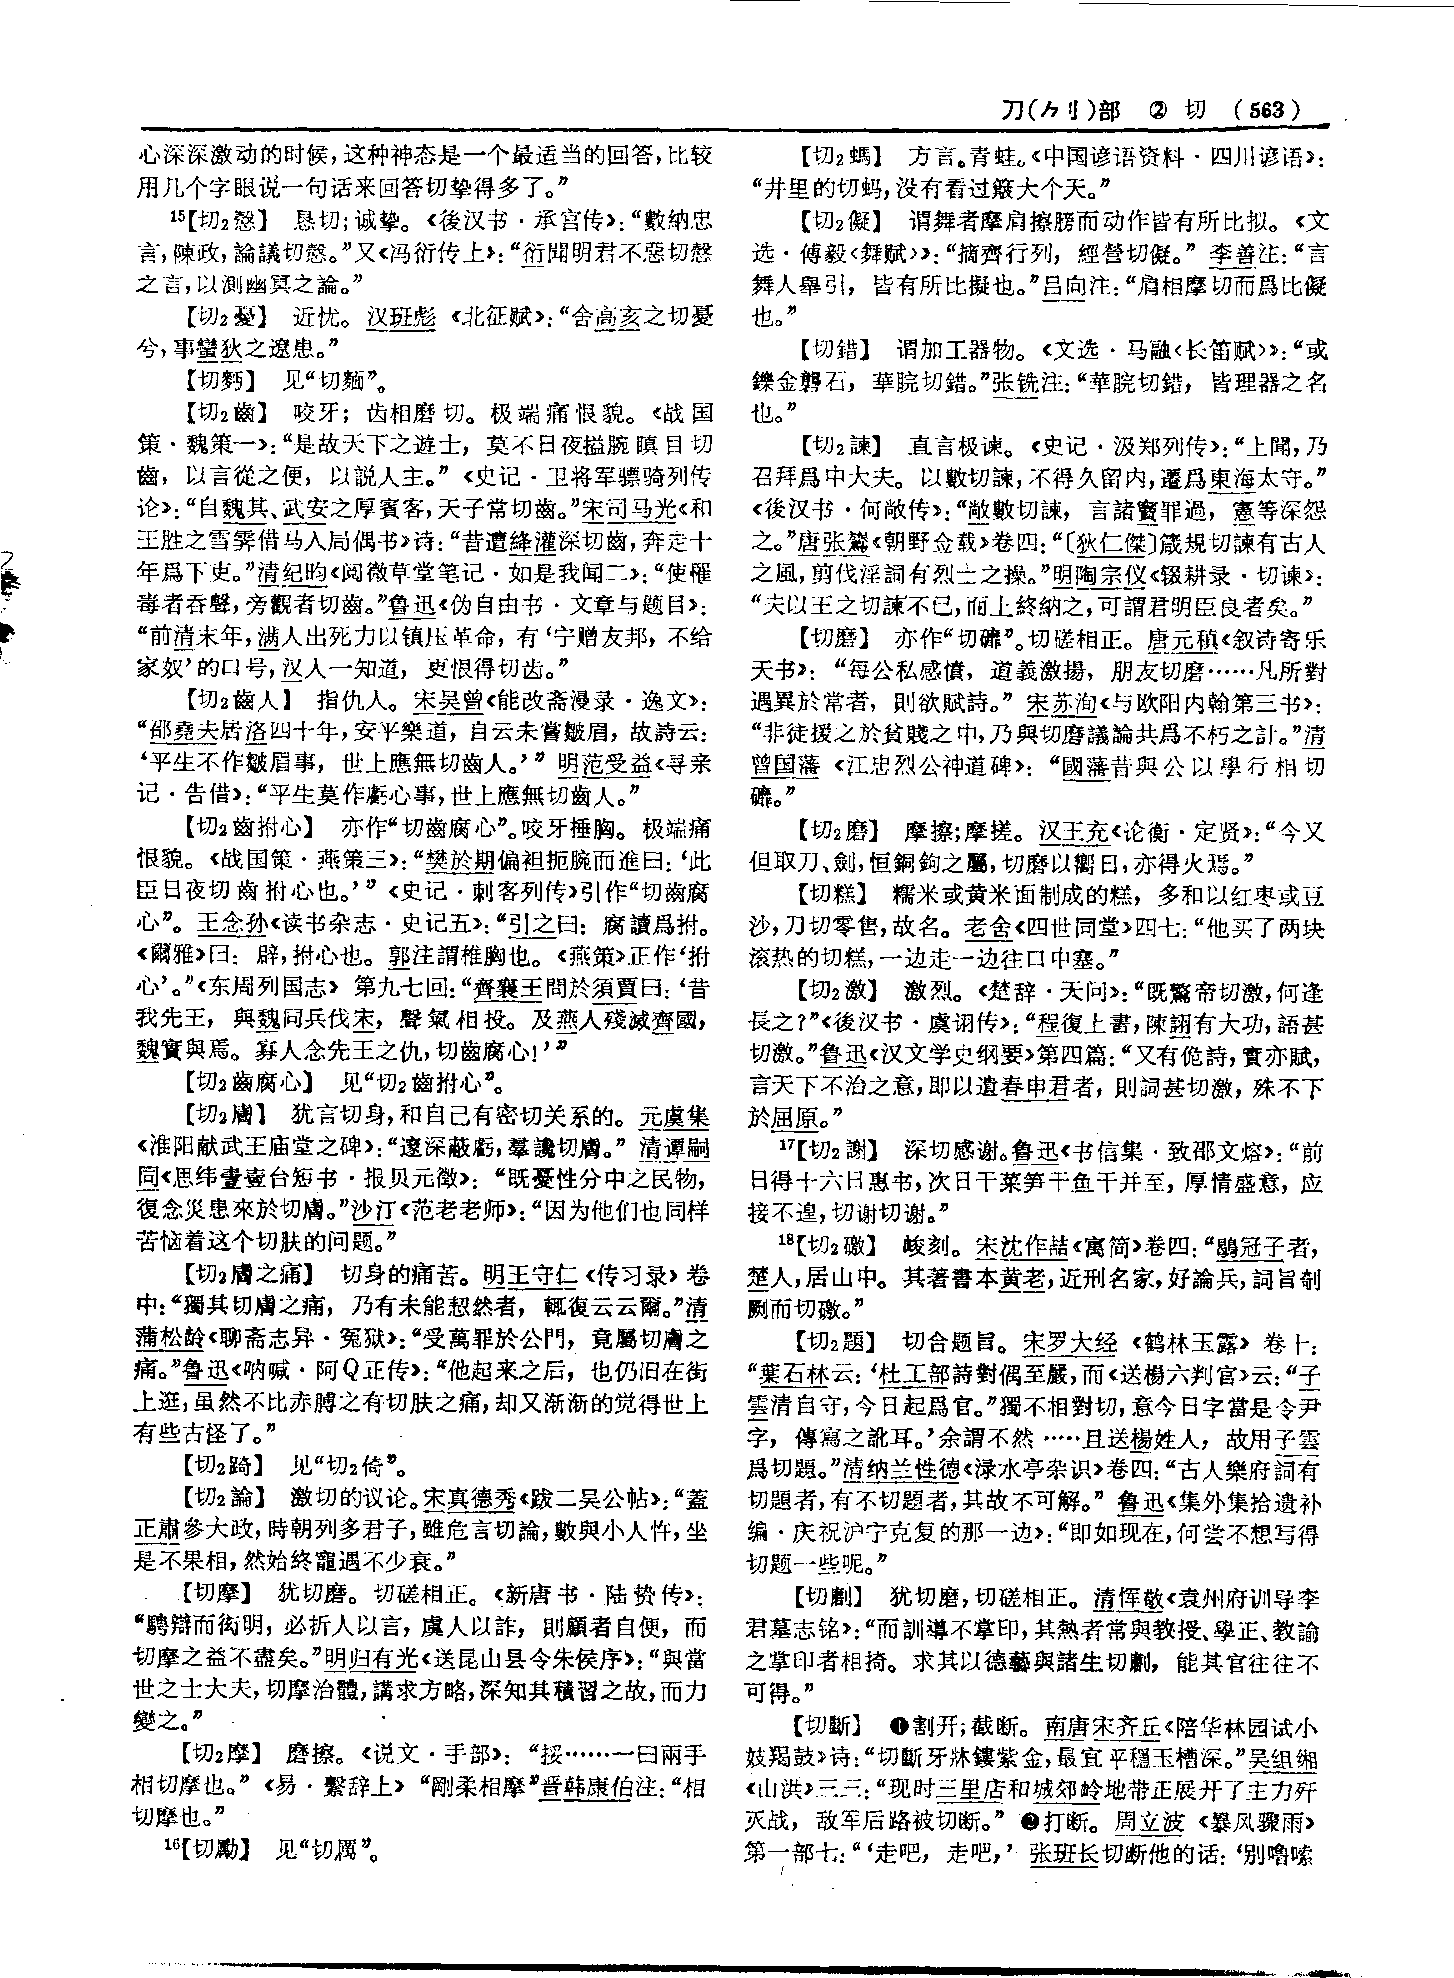 刀(⺈刂)部　②　切　(563)
心深深激动的时候，这种神态是一个最适当的回答，比较
用几个字眼说一句话来回答切挚得多了。”
15【切2慤】　恳切；诚挚。《後汉书·承宫传》：“數納忠
言，陳政，論議切慤。”又《冯衍传上》：“衍聞明君不惡切慤
之言，以測幽冥之論。”
【切2憂】　近忧。汉班彪《北征赋》：“舍高亥之切憂
兮，事蠻狄之遼患。”
【切麪】　见“切麵”。
【切2齒】　咬牙；齿相磨切。极端痛恨貌。《战国
策·魏策一》：“是故天下之遊士，莫不日夜搤腕瞋目切
齒，以言從之便，以説人主。”《史记·卫将军骠骑列传
论》：“自魏其、武安之厚賓客，天子常切齒。”宋司马光《和
王胜之雪霁借马入局偶书》诗：“昔遭絳灌深切齒，奔走十
年爲下吏。”清纪昀《阅微草堂笔记·如是我闻二》：“使罹
毒者吞聲，旁觀者切齒。”鲁迅《伪自由书·文章与题目》：
“前清末年，满人出死力以镇压革命，有‘宁赠友邦，不给
家奴’的口号，汉人一知道，更恨得切齿。”
【切2齒人】　指仇人。宋吴曾《能改斋漫录·逸文》：
“邵堯夫居洛四十年，安平樂道，自云未嘗皺眉，故詩云：
‘平生不作皺眉事，世上應無切齒人。’”明范受益《寻亲
记·告借》：“平生莫作虧心事，世上應無切齒人。”
【切2齒拊心】　亦作“切齒腐心”。咬牙捶胸。极端痛
恨貌。《战国策·燕策三》：“樊於期偏袒扼腕而進曰：‘此
臣日夜切齒拊心也。’”《史记·刺客列传》引作“切齒腐
心”。王念孙《读书杂志·史记五》：“引之曰：腐讀爲拊。
《爾雅》曰：辟，拊心也。郭注謂椎胸也。《燕策》正作‘拊
心’。”《东周列国志》第九七回：“齊襄王問於須賈曰：‘昔
我先王，與魏同兵伐宋，聲氣相投。及燕人殘滅齊國，
魏實與焉。寡人念先王之仇，切齒腐心！’”
【切2齒腐心】　见“切2齒拊心”。
【切2膚】　犹言切身，和自己有密切关系的。元虞集
《淮阳献武王庙堂之碑》：“邃深蔽虧，羣讒切膚。”清谭嗣
同《思纬壹壹台短书·报贝元徵》：“既憂性分中之民物，
復念災患來於切膚。”沙汀《范老老师》：“因为他们也同样
苦恼着这个切肤的问题。”
【切2膚之痛】　切身的痛苦。明王守仁《传习录》卷
中：“獨其切膚之痛，乃有未能恝然者，輒復云云爾。”清
蒲松龄《聊斋志异·冤狱》：“受萬罪於公門，竟屬切膚之
痛。”鲁迅《呐喊·阿Q正传》：“他起来之后，也仍旧在街
上逛，虽然不比赤膊之有切肤之痛，却又渐渐的觉得世上
有些古怪了。”
【切2踦】　见“切2倚”。
【切2論】　激切的议论。宋真德秀《跋二吴公帖》：“蓋
正肅參大政，時朝列多君子，雖危言切論，數與小人忤，坐
是不果相，然始終寵遇不少衰。”
【切摩】　犹切磨。切磋相正。《新唐书·陆贽传》：
“騁辯而衒明，必折人以言，虞人以詐，則顧者自便，而
切摩之益不盡矣。”明归有光《送昆山县令朱侯序》：“與當
世之士大夫，切摩治體，講求方略，深知其積習之故，而力
變之。”
【切2摩】　磨擦。《说文·手部》：“挼……一曰兩手
相切摩也。”《易·繫辞上》“剛柔相摩”晋韩康伯注：“相
切摩也。”
16【切勵】　见“切厲”。
【切2螞】　方言。青蛙。《中国谚语资料·四川谚语》：
“井里的切蚂，没有看过簸大个天。”
【切2儗】　谓舞者摩肩擦膀而动作皆有所比拟。《文
选·傅毅〈舞赋〉》：“摘齊行列，經營切儗。”李善注：“言
舞人舉引，皆有所比擬也。”吕向注：“肩相摩切而爲比儗
也。”
【切錯】　谓加工器物。《文选·马融〈长笛赋〉》：“或
鑠金礱石，華睆切錯。”张铣注：“華睆切錯，皆理器之名
也。”
【切2諫】　直言极谏。《史记·汲郑列传》：“上聞，乃
召拜爲中大夫。以數切諫，不得久留内，遷爲東海太守。”
《後汉书·何敞传》：“敞數切諫，言諸竇罪過，憲等深怨
之。”唐张鷟《朝野佥载》卷四：“〔狄仁傑〕箴規切諫有古人
之風，剪伐淫詞有烈士之操。”明陶宗仪《辍耕录·切谏》：
“夫以王之切諫不已，而上終納之，可謂君明臣良者矣。”
【切磨】　亦作“切礳”。切磋相正。唐元稹《叙诗寄乐
天书》：“每公私感憤，道義激揚，朋友切磨……凡所對
遇異於常者，則欲賦詩。”宋苏洵《与欧阳内翰第三书》：
“非徒援之於貧賤之中，乃與切磨議論共爲不朽之計。”清
曾国藩《江忠烈公神道碑》：“國藩昔與公以學行相切
礳。”
【切2磨】　摩擦；摩搓。汉王充《论衡·定贤》：“今又
但取刀、劍，恒銅鉤之屬，切磨以嚮日，亦得火焉。”
【切糕】　糯米或黄米面制成的糕，多和以红枣或豆
沙，刀切零售，故名。老舍《四世同堂》四七：“他买了两块
滚热的切糕，一边走一边往口中塞。”
【切2激】　激烈。《楚辞·天问》：“既驚帝切激，何逢
長之？”《後汉书·虞诩传》：“程復上書，陳詡有大功，語甚
切激。”鲁迅《汉文学史纲要》第四篇：“又有佹詩，實亦賦，
言天下不治之意，即以遺春申君者，則詞甚切激，殊不下
於屈原。”
17【切2謝】　深切感谢。鲁迅《书信集·致邵文熔》：“前
日得十六日惠书，次日干菜笋干鱼干并至，厚情盛意，应
接不遑，切谢切谢。”
18【切2礉】　峻刻。宋沈作喆《寓简》卷四：“鶡冠子者，
楚人，居山中。其著書本黄老，近刑名家，好論兵，詞旨剞
劂而切礉。”
【切2題】　切合题旨。宋罗大经《鹤林玉露》卷十：
“葉石林云：‘杜工部詩對偶至嚴，而《送楊六判官》云：“子
雲清自守，今日起爲官。”獨不相對切，意今日字當是令尹
字，傳寫之訛耳。’余謂不然……且送楊姓人，故用子雲
爲切題。”清纳兰性德《渌水亭杂识》卷四：“古人樂府詞有
切題者，有不切題者，其故不可解。”鲁迅《集外集拾遗补
编·庆祝沪宁克复的那一边》：“即如现在，何尝不想写得
切题一些呢。”
【切劘】　犹切磨，切磋相正。清恽敬《袁州府训导李
君墓志铭》：“而訓導不掌印，其熱者常與教授、學正、教諭
之掌印者相掎。求其以德藝與諸生切劘，能其官往往不
可得。”
【切斷】　❶割开；截断。南唐宋齐丘《陪华林园试小
妓羯鼓》诗：“切斷牙牀鏤紫金，最宜平穩玉槽深。”吴组缃
《山洪》三三：“现时三里店和城郊岭地带正展开了主力歼
灭战，敌军后路被切断。”❷打断。周立波《暴风骤雨》
第一部七：“‘走吧，走吧，’张班长切断他的话：‘别噜嗦